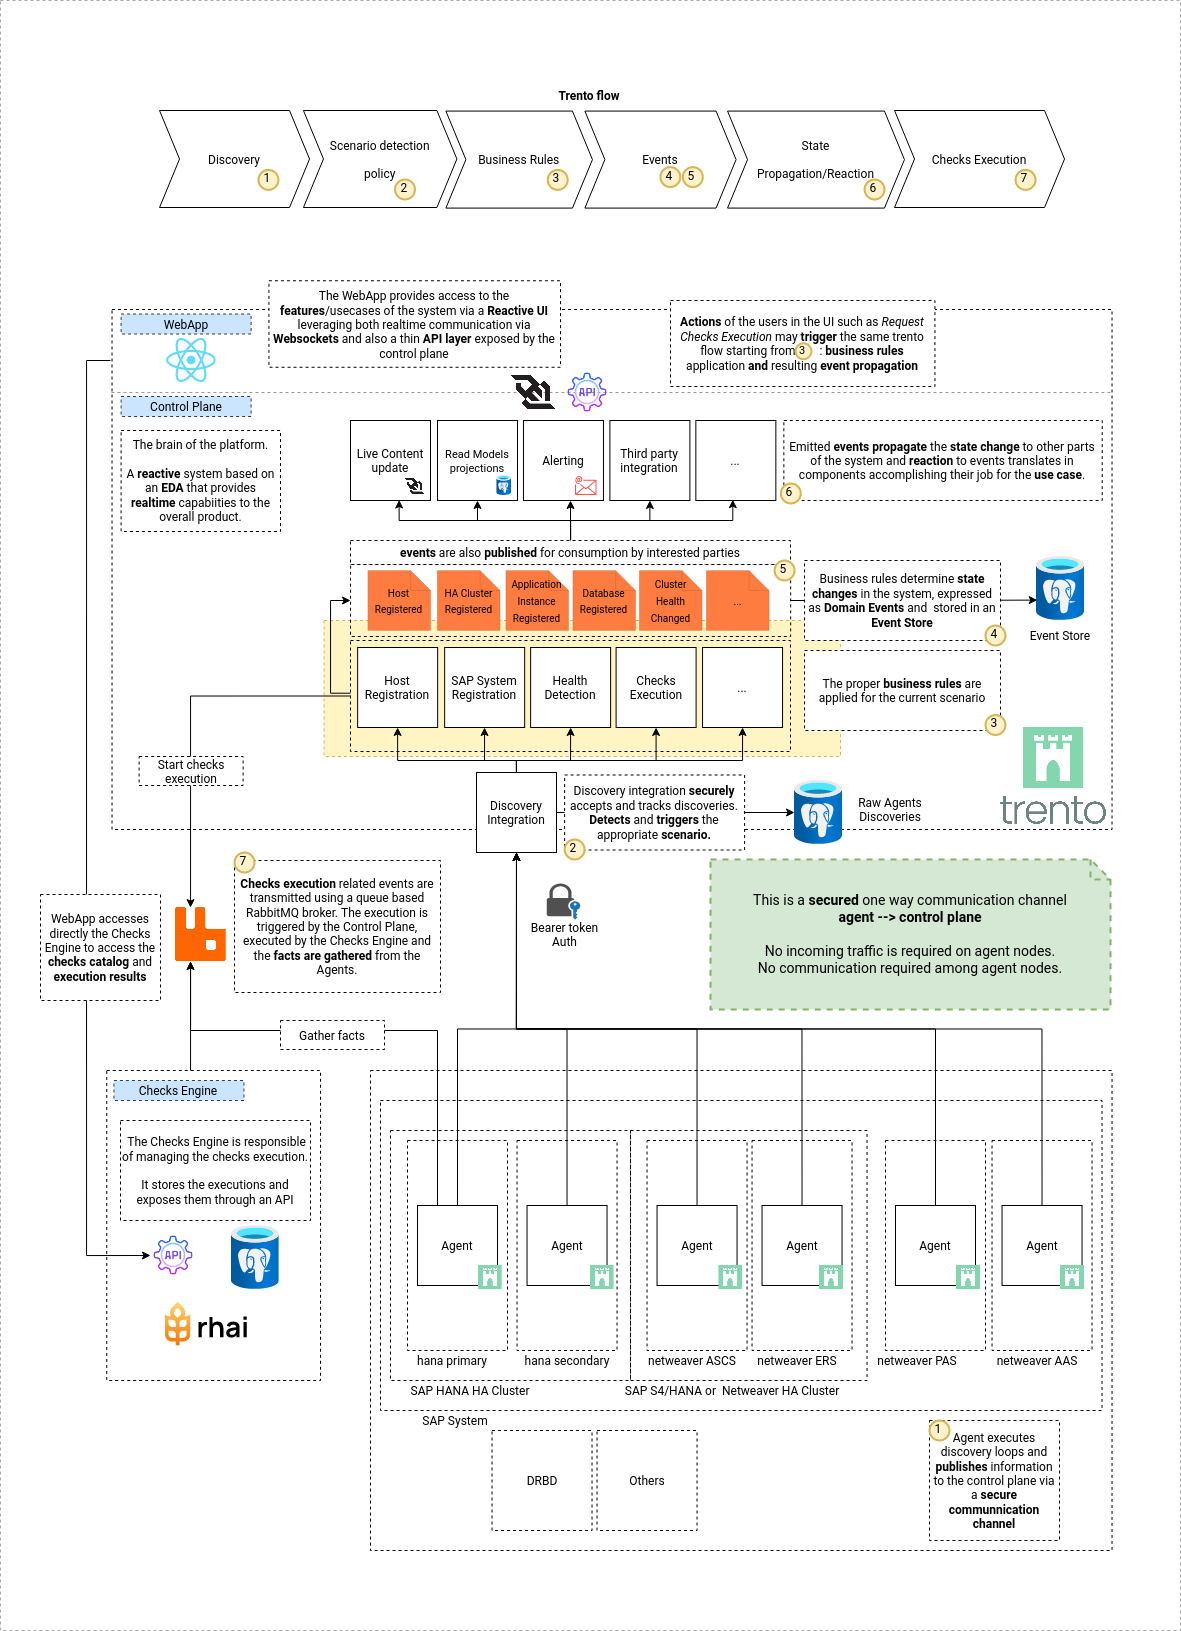 Trento flow
Discovery
1
Scenario detection
policy
2
Business Rules
3
Events
4
5
State
Propagation/Reaction
6
Checks Execution
7
WebApp
The WebApp provides access to the
features/usecases of the system via a Reactive UI
leveraging both realtime communication via
Websockets and also a thin API layer exposed by the
control plane
Actions of the users in the UI such as Request
Checks Execution may trigger the same trento
flow starting from 3 : business rules
application and resulting event propagation
API
Control Plane
The brain of the platform.
A reactive system based on
an EDA that provides
realtime capabiities to the
overall product.
Live Content
update
Read Models
projections
Alerting
Third party
integration
...
Emitted events propagate the state change to other parts
of the system and reaction to events translates in
components accomplishing their job for the use case.
6
events are also published for consumption by interested parties
5
Host
Registered
HA Cluster
Registered
Application
Instance
Registered
Database
Registered
Cluster
Health
Changed
...
Business rules determine state
changes in the system, expressed
as Domain Events and stored in an
Event Store
4
Event Store
Host
Registration
SAP System
Registration
Health
Detection
Checks
Execution
...
The proper business rules are
applied for the current scenario
3
Start checks
execution
Discovery
Integration
Discovery integration securely
accepts and tracks discoveries.
Detects and triggers the
appropriate scenario.
2
Raw Agents
Discoveries
trento
7
Checks execution related events are
transmitted using a queue based
RabbitMQ broker. The execution is
triggered by the Control Plane,
executed by the Checks Engine and
the facts are gathered from the
Agents.
WebApp accesses
directly the Checks
Engine to access the
checks catalog and
execution results
Bearer token
Auth
This is a secured one way communication channel
agent --> control plane
No incoming traffic is required on agent nodes.
No communication required among agent nodes.
Gather facts
Checks Engine
The Checks Engine is responsible
of managing the checks execution.
It stores the executions and
exposes them through an API
API
rhai
Agent
Agent
Agent
Agent
Agent
Agent
hana primary
hana secondary
netweaver ASCS
netweaver ERS
netweaver PAS
netweaver AAS
SAP HANA HA Cluster
SAP S4/HANA or Netweaver HA Cluster
SAP System
DRBD
Others
1
Agent executes
discovery loops and
publishes information
to the control plane via
a secure
communnication
channel